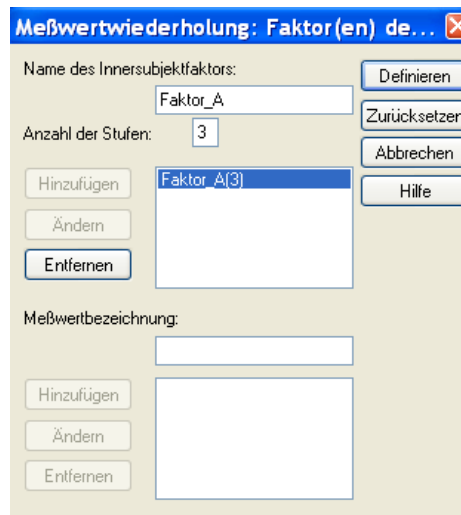 Meßwertwiederholung: Faktor(en) de...
Name des Innersubjektfaktors:
Definieren
Faktor_A
Zurücksetzen
Anzahl der Stufen:
3
Abbrechen
Hinzufügen
Faktor_A(3)
Hilfe
Ändern
Entfernen
Meßwertbezeichnung:
Hinzufügen
Ändern
Entfernen